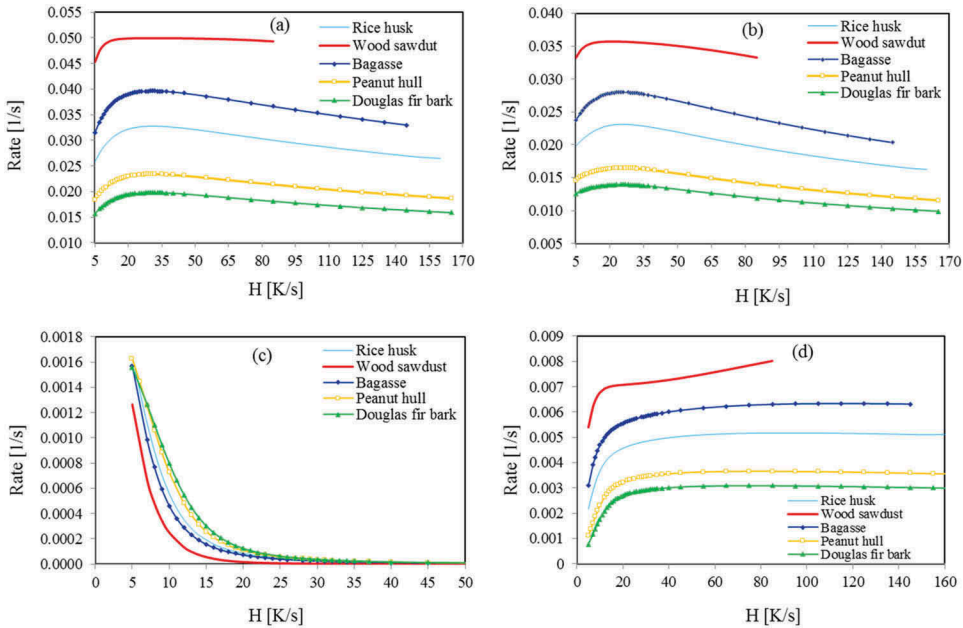 (a)
Rice husk
Wood sawdut
Bagasse
Peanut hull
Douglas fir bark
Rate [1/s]
0.055
0.050
0.045
0.040
0.035
0.030
0.025
0.020
0.015
0.010
5 20 35 50 65 80 95 110 125 140 155 170
H [K/s]
(b)
Rice husk
Wood sawdut
Bagasse
Peanut hull
Douglas fir bark
Rate [1/s]
0.040
0.035
0.030
0.025
0.020
0.015
0.010
0.005
5 20 35 50 65 80 95 110 125 140 155 170
H [K/s]
(c)
Rice husk
Wood sawdust
Bagasse
Peanut hull
Douglas fir bark
Rate [1/s]
0.0018
0.0016
0.0014
0.0012
0.0010
0.0008
0.0006
0.0004
0.0002
0.0000
0 5 10 15 20 25 30 35 40 45 50
H [K/s]
(d)
Rate [1/s]
0.009
0.008
0.007
0.006
0.005
0.004
0.003
0.002
0.001
0
Rice husk
Wood sawdust
Bagasse
Peanut hull
Douglas fir bark
0 20 40 60 80 100 120 140 160
H [K/s]